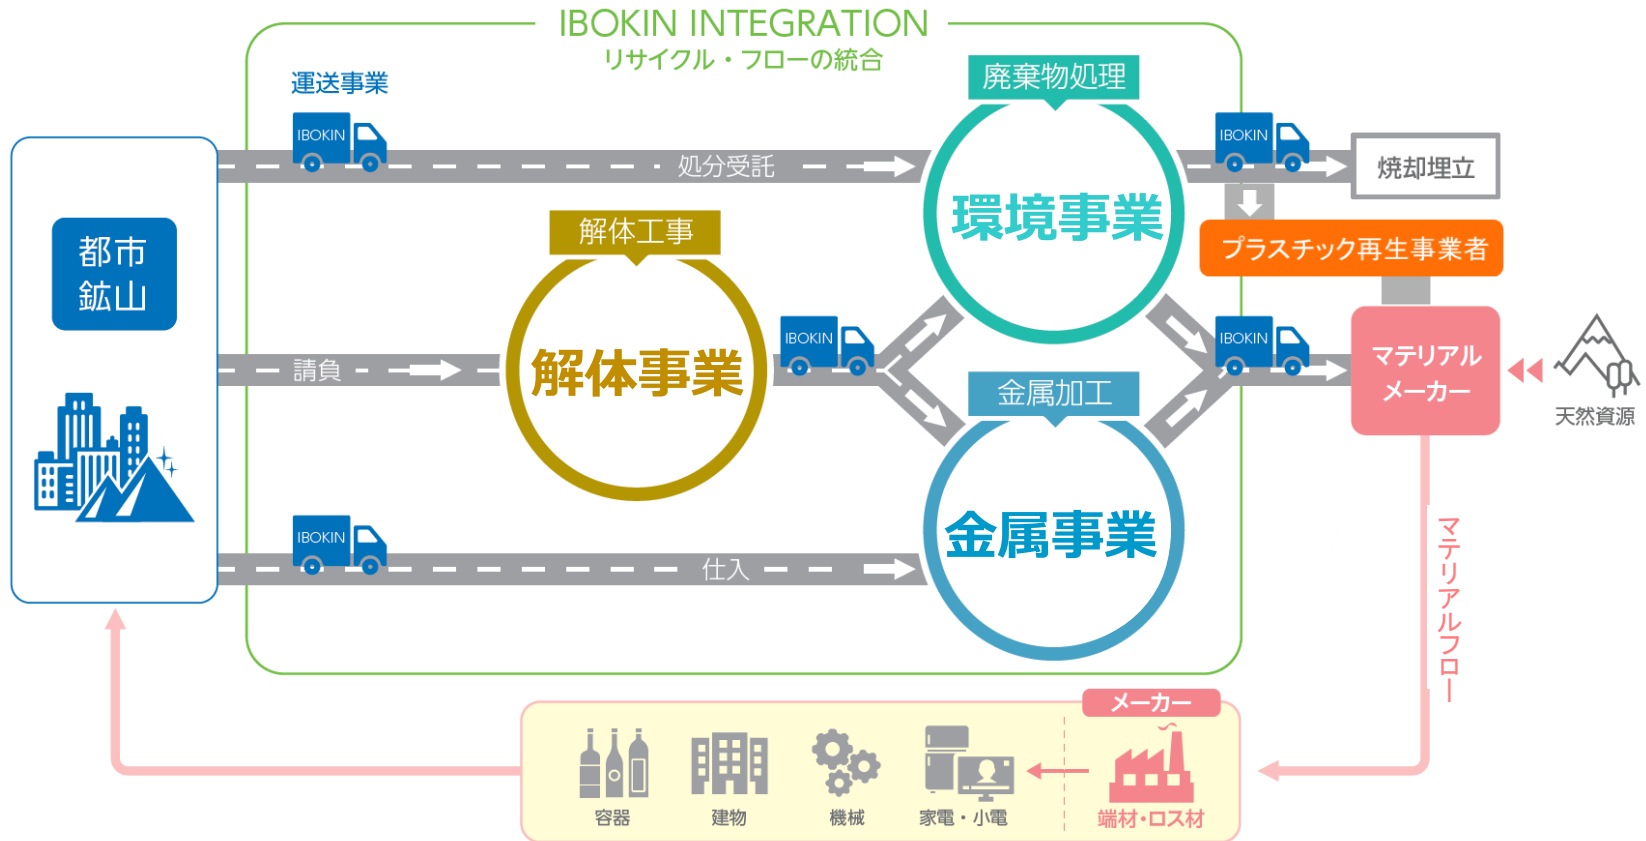 IBOKIN INTEGRATION
リサイクル・フローの統合
運送事業
廃棄物処理
IBOKIN
IBOKIN
処分受託
焼却埋立
環境事業
解体工事
プラスチック再生事業者
都市
鉱山
IBOKIN
IBOKIN
請負
解体事業
金属加工
マテリアル
メーカー
天然資源
IBOKIN
仕入
金属事業
マテリアルフロー
メーカー
容器
建物
機械
家電・小電
端材・ロス材